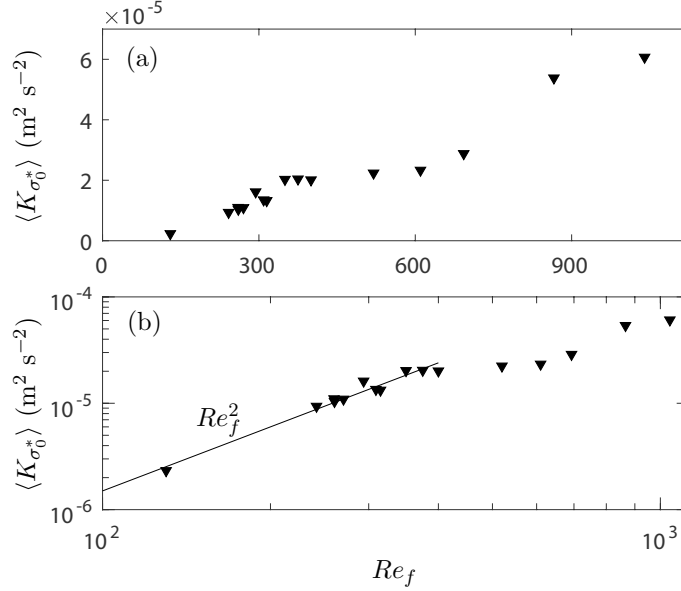 ×10⁻⁵
(a)
6
4
2
0
⟨K_{σ₀*}⟩ (m² s⁻²)
0 300 600 900
10⁻⁴
(b)
10⁻⁵
Re_f²
10⁻⁶
⟨K_{σ₀*}⟩ (m² s⁻²)
10² 10³
Re_f